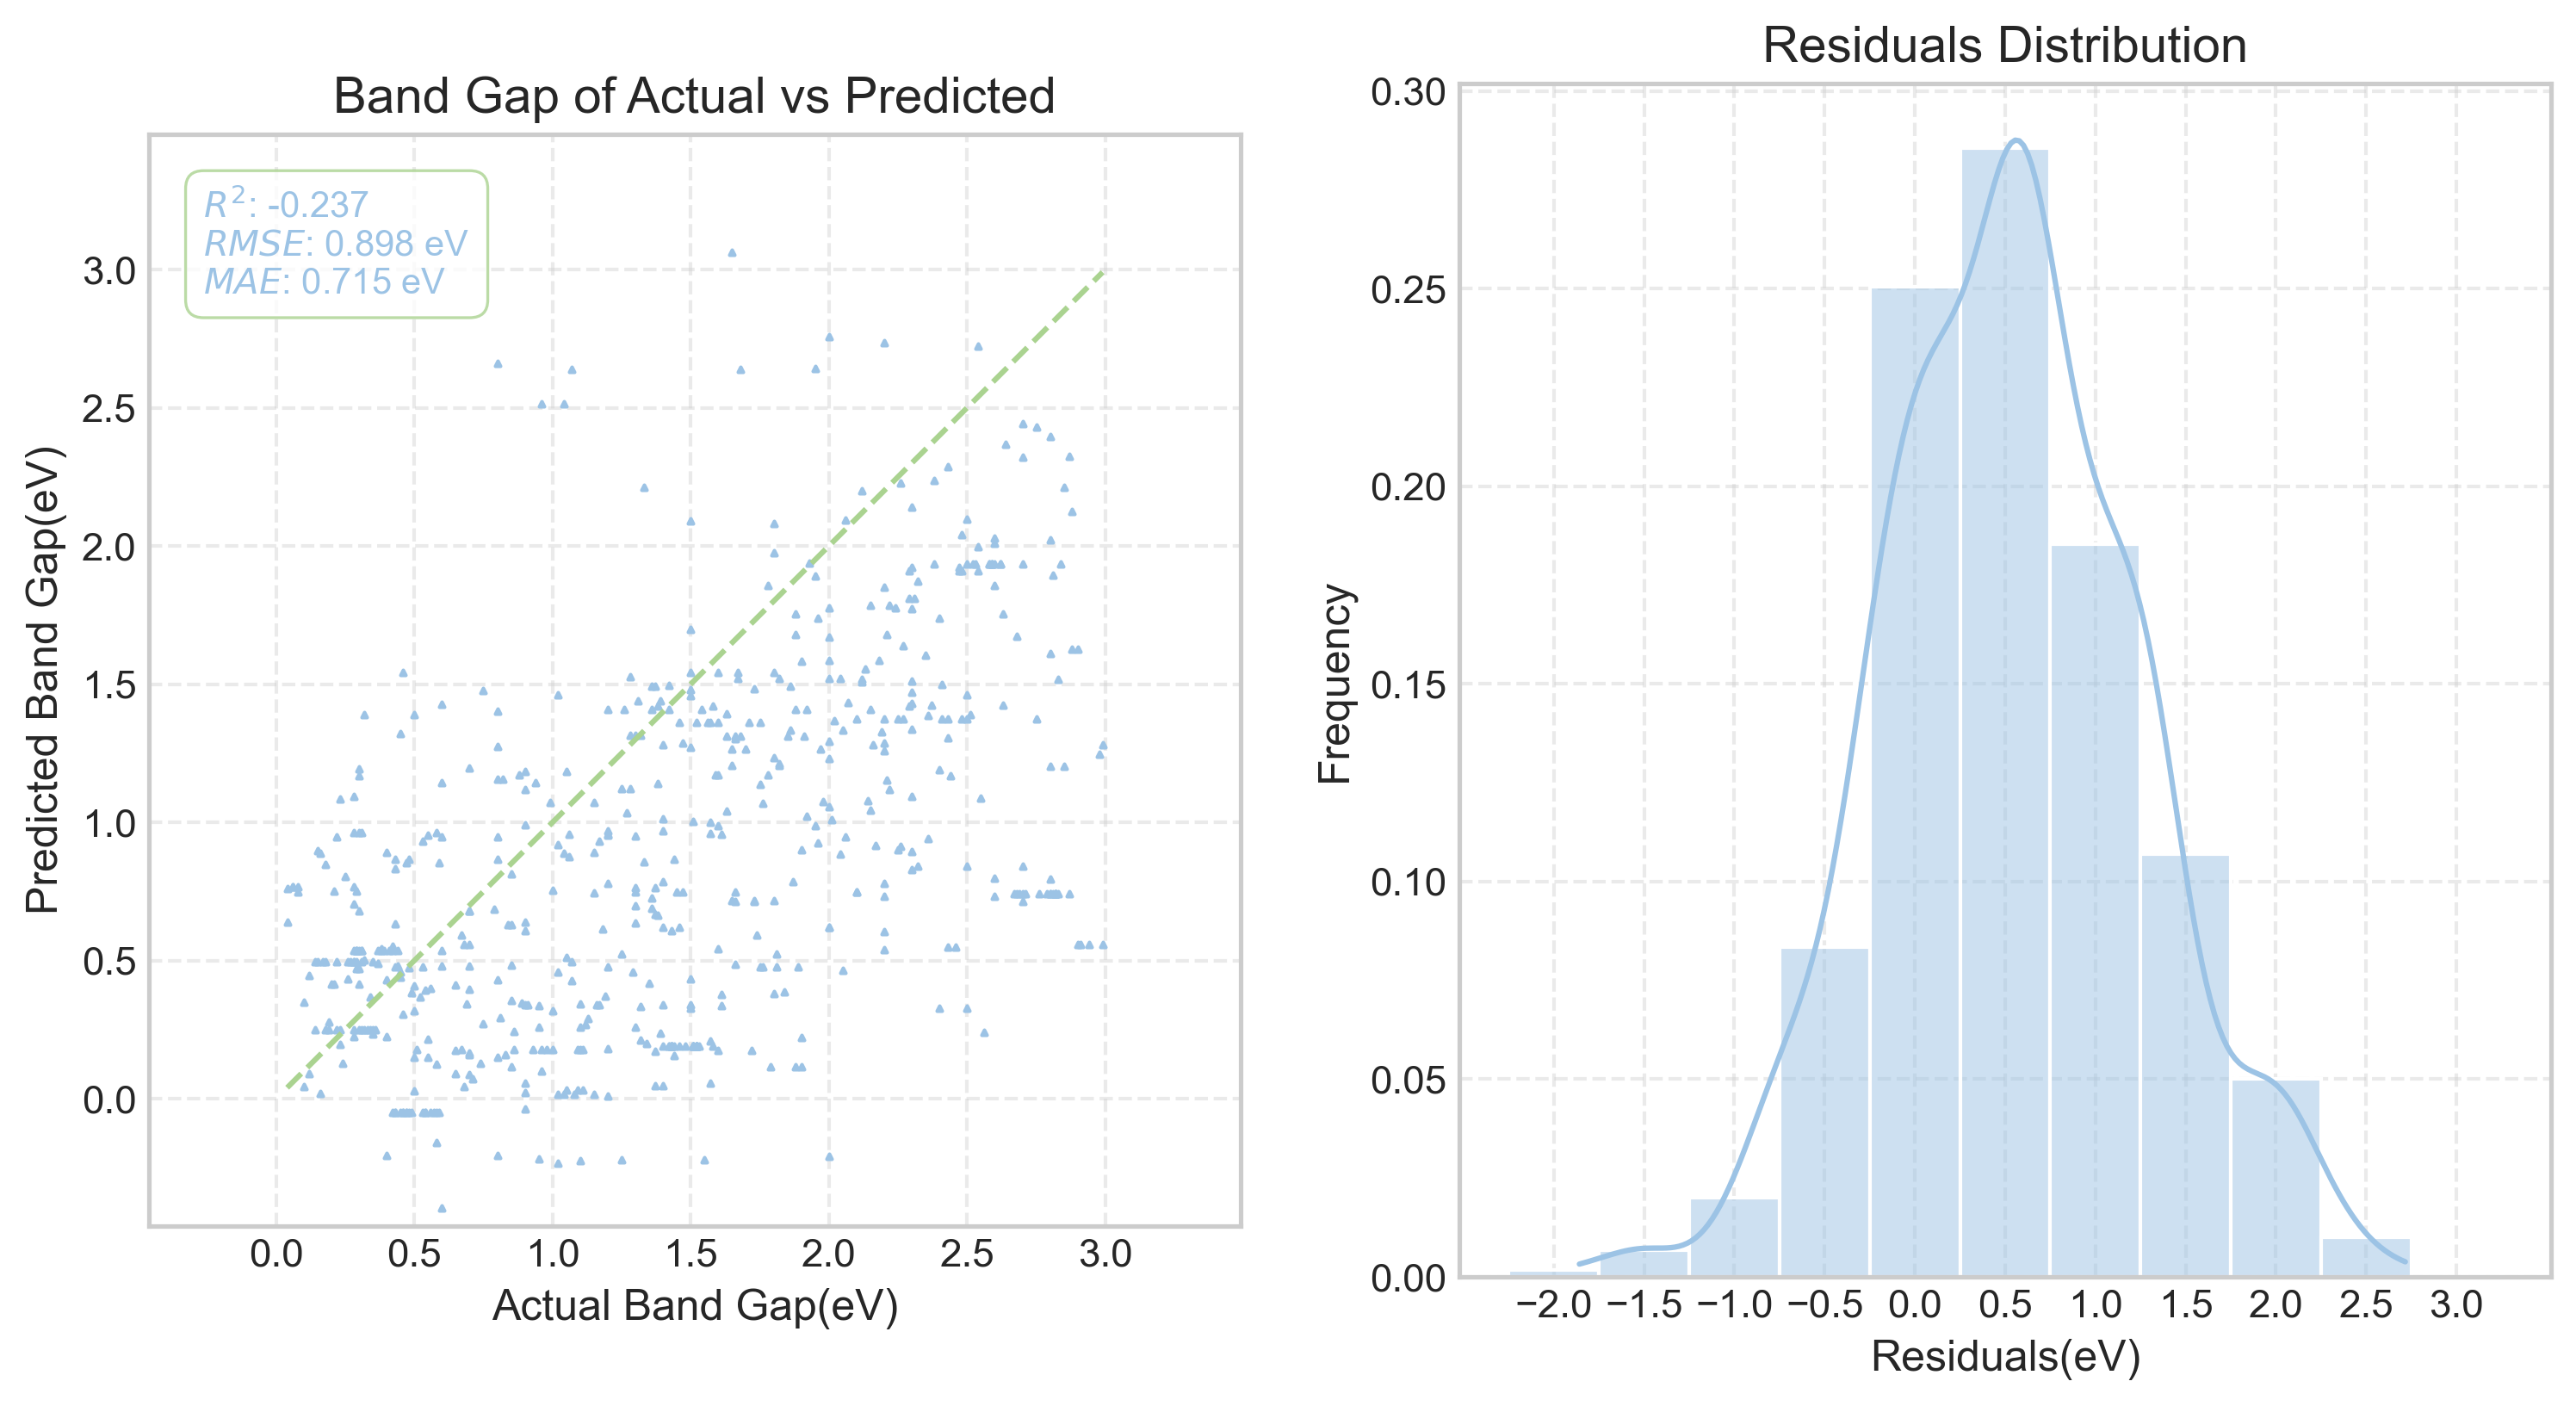 Band Gap of Actual vs Predicted
R²: -0.237
RMSE: 0.898 eV
MAE: 0.715 eV
Predicted Band Gap(eV)
3.0
2.5
2.0
1.5
1.0
0.5
0.0
0.0 0.5 1.0 1.5 2.0 2.5 3.0
Actual Band Gap(eV)
Residuals Distribution
Frequency
0.30
0.25
0.20
0.15
0.10
0.05
0.00
−2.0 −1.5 −1.0 −0.5 0.0 0.5 1.0 1.5 2.0 2.5 3.0
Residuals(eV)